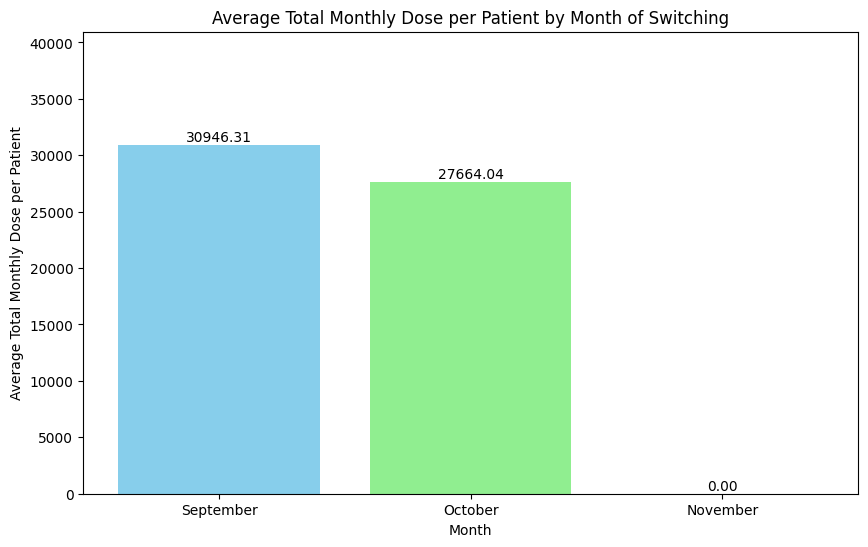 Average Total Monthly Dose per Patient by Month of Switching
Average Total Monthly Dose per Patient
40000
35000
30000
25000
20000
15000
10000
5000
0
30946.31
27664.04
0.00
September
October
November
Month